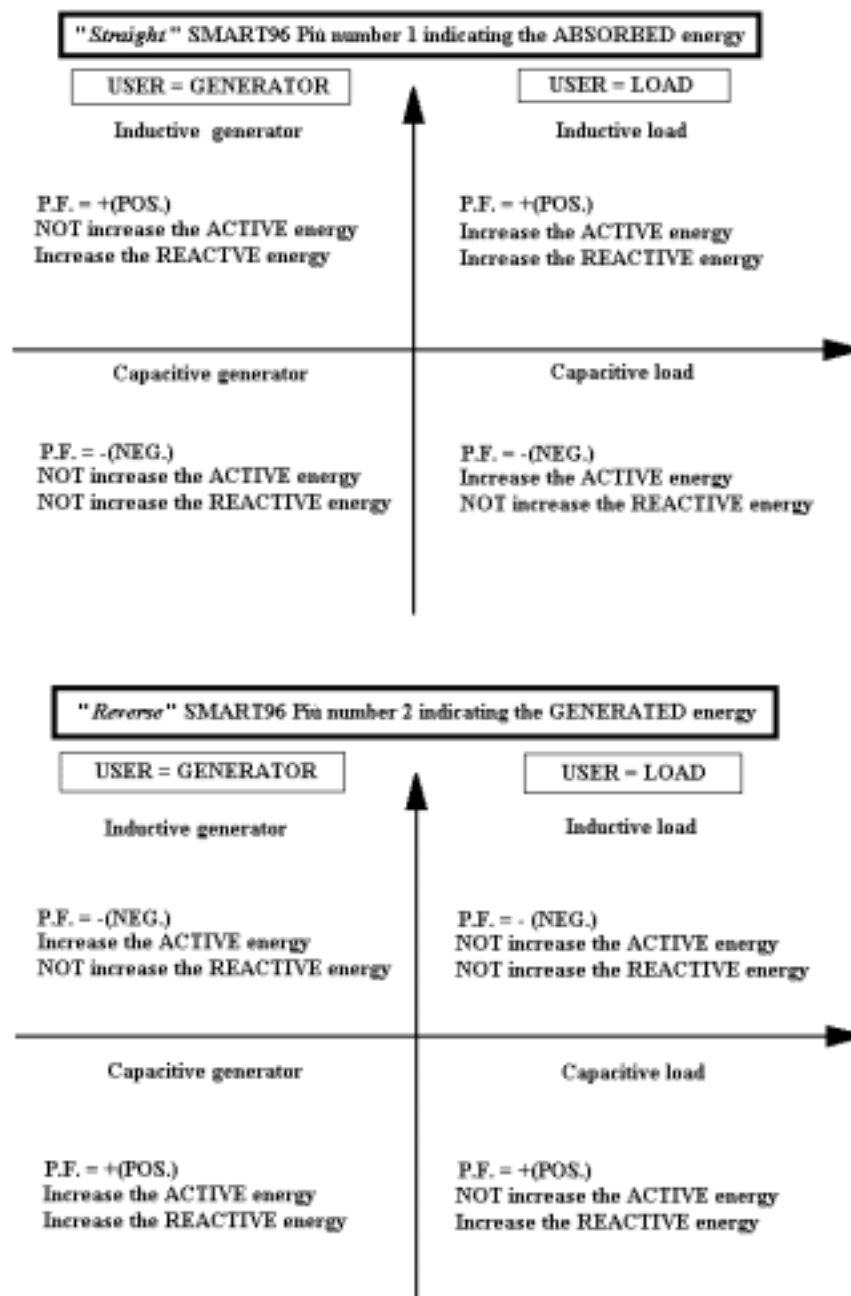 "Straight" SMART96 Più number 1 indicating the ABSORBED energy
USER = GENERATOR
USER = LOAD
Inductive generator
Inductive load
P.F. = +(POS.)
NOT increase the ACTIVE energy
Increase the REACTVE energy
P.F. = +(POS.)
Increase the ACTIVE energy
Increase the REACTIVE energy
Capacitive generator
Capacitive load
P.F. = -(NEG.)
NOT increase the ACTIVE energy
NOT increase the REACTIVE energy
P.F. = -(NEG.)
Increase the ACTIVE energy
NOT increase the REACTIVE energy
"Reverse" SMART96 Più number 2 indicating the GENERATED energy
USER = GENERATOR
USER = LOAD
Inductive generator
Inductive load
P.F. = -(NEG.)
Increase the ACTIVE energy
NOT increase the REACTIVE energy
P.F. = - (NEG.)
NOT increase the ACTIVE energy
NOT increase the REACTIVE energy
Capacitive generator
Capacitive load
P.F. = +(POS.)
Increase the ACTIVE energy
Increase the REACTIVE energy
P.F. = +(POS.)
NOT increase the ACTIVE energy
Increase the REACTIVE energy